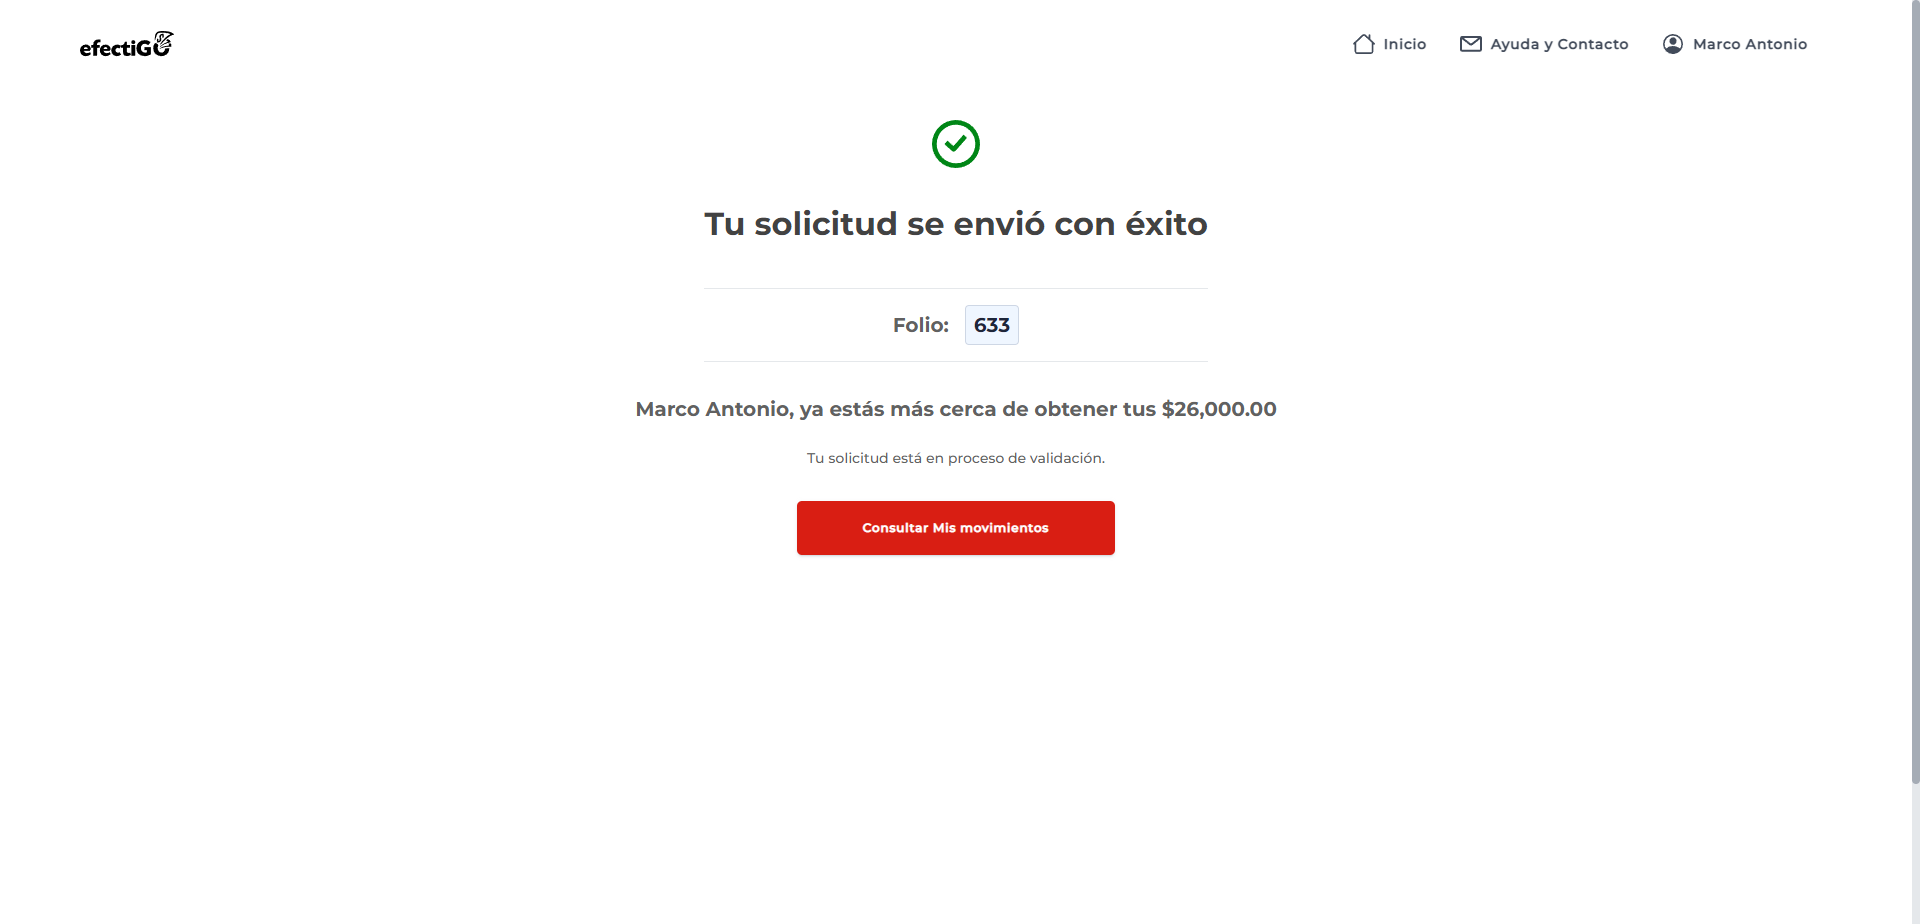 efectiGO
Inicio
Ayuda y Contacto
Marco Antonio
Tu solicitud se envió con éxito
Folio: 633
Marco Antonio, ya estás más cerca de obtener tus $26,000.00
Tu solicitud está en proceso de validación.
Consultar Mis movimientos